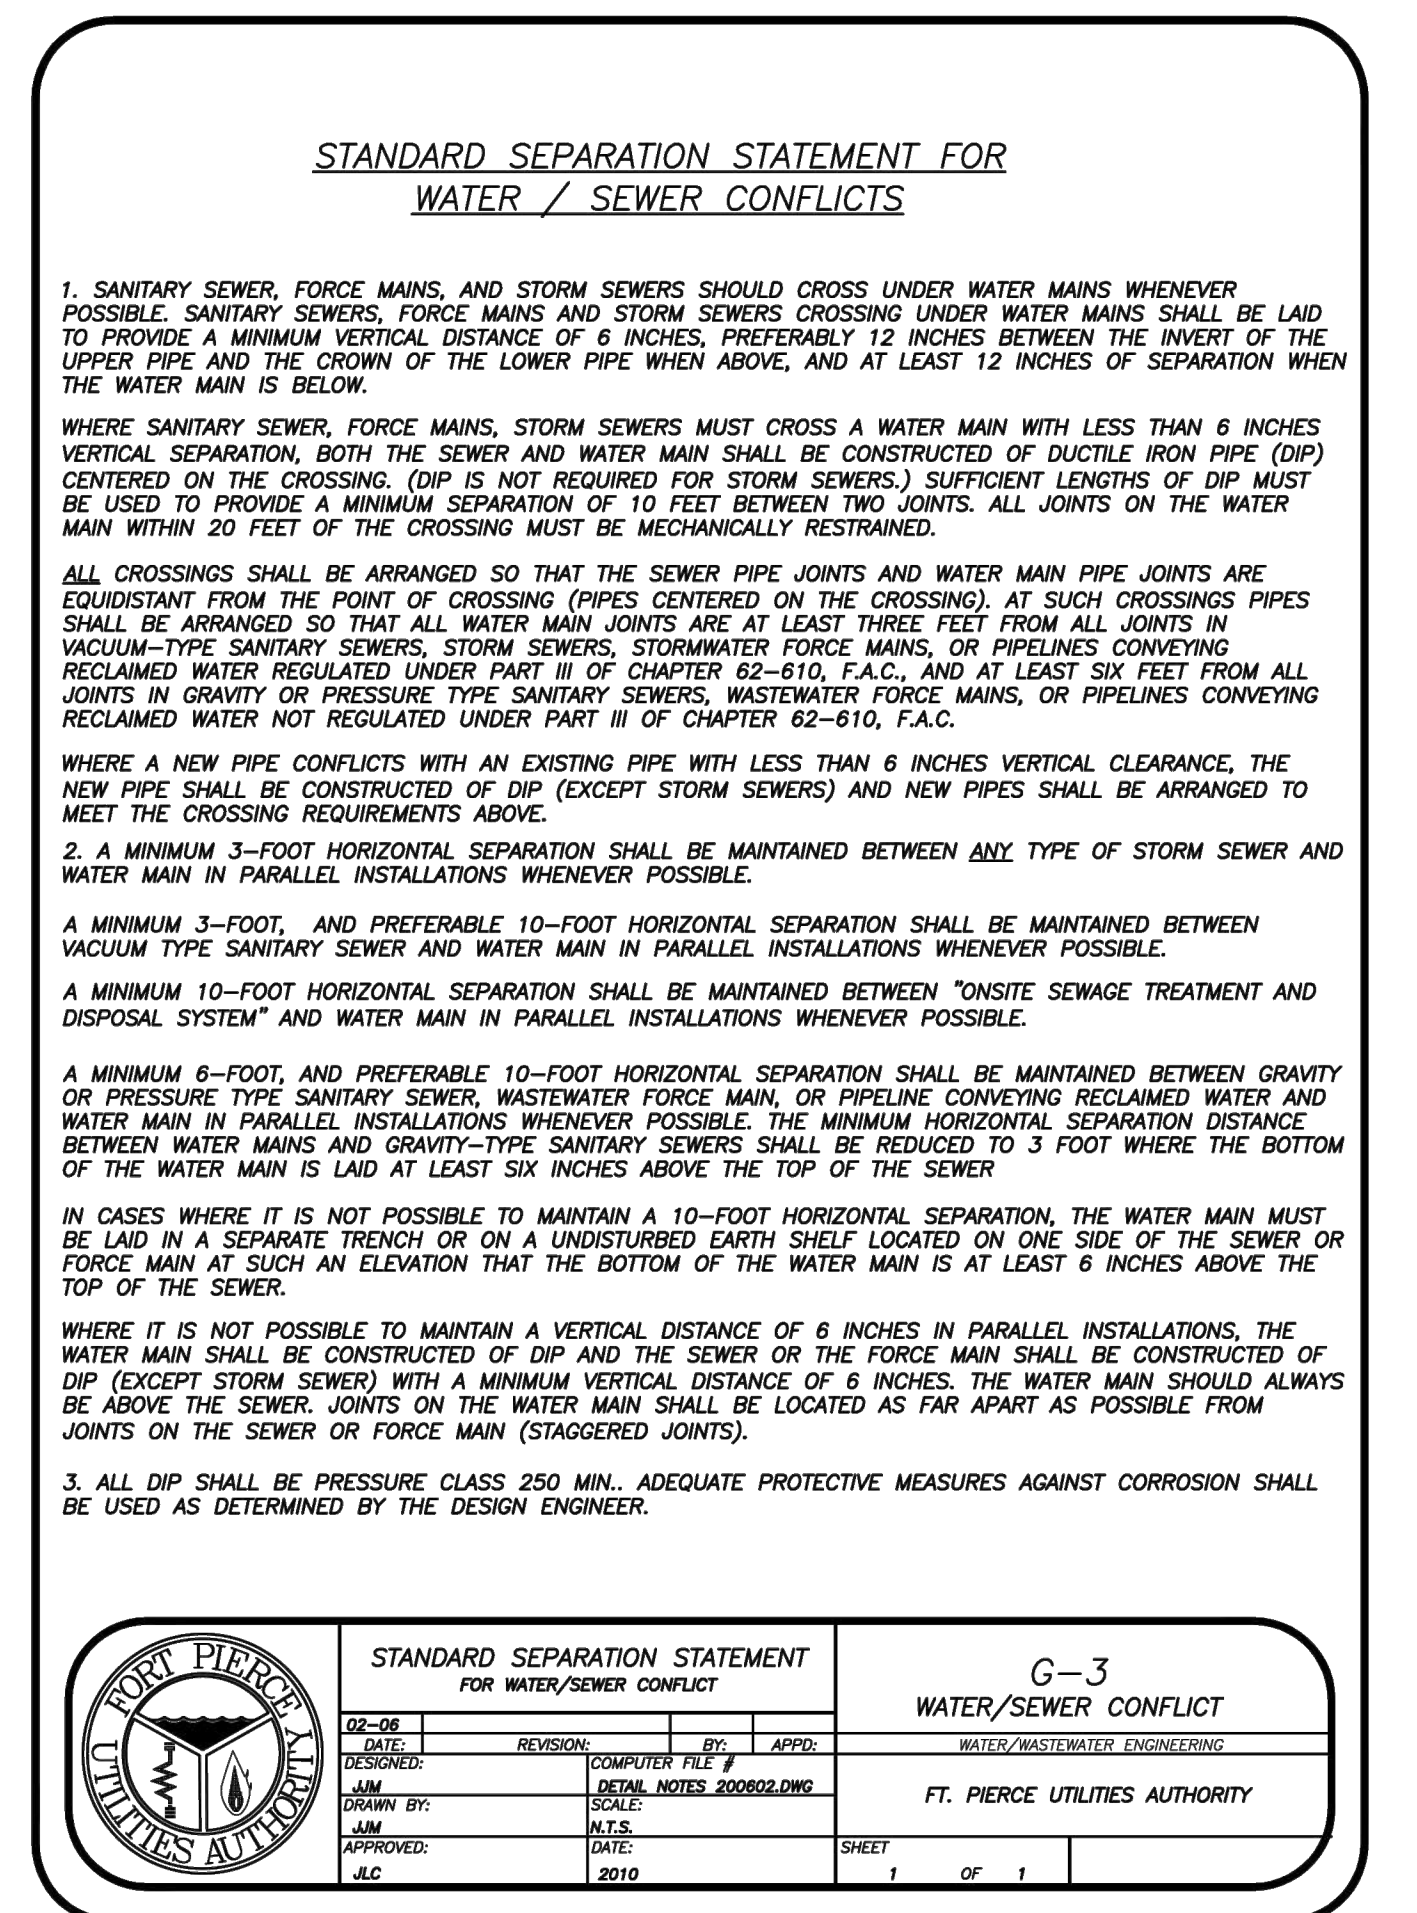 STANDARD SEPARATION STATEMENT FOR
WATER / SEWER CONFLICTS
1. SANITARY SEWER, FORCE MAINS, AND STORM SEWERS SHOULD CROSS UNDER WATER MAINS WHENEVER
POSSIBLE. SANITARY SEWERS, FORCE MAINS AND STORM SEWERS CROSSING UNDER WATER MAINS SHALL BE LAID
TO PROVIDE A MINIMUM VERTICAL DISTANCE OF 6 INCHES, PREFERABLY 12 INCHES BETWEEN THE INVERT OF THE
UPPER PIPE AND THE CROWN OF THE LOWER PIPE WHEN ABOVE, AND AT LEAST 12 INCHES OF SEPARATION WHEN
THE WATER MAIN IS BELOW.
WHERE SANITARY SEWER, FORCE MAINS, STORM SEWERS MUST CROSS A WATER MAIN WITH LESS THAN 6 INCHES
VERTICAL SEPARATION, BOTH THE SEWER AND WATER MAIN SHALL BE CONSTRUCTED OF DUCTILE IRON PIPE (DIP)
CENTERED ON THE CROSSING. (DIP IS NOT REQUIRED FOR STORM SEWERS.) SUFFICIENT LENGTHS OF DIP MUST
BE USED TO PROVIDE A MINIMUM SEPARATION OF 10 FEET BETWEEN TWO JOINTS. ALL JOINTS ON THE WATER
MAIN WITHIN 20 FEET OF THE CROSSING MUST BE MECHANICALLY RESTRAINED.
ALL CROSSINGS SHALL BE ARRANGED SO THAT THE SEWER PIPE JOINTS AND WATER MAIN PIPE JOINTS ARE
EQUIDISTANT FROM THE POINT OF CROSSING (PIPES CENTERED ON THE CROSSING). AT SUCH CROSSINGS PIPES
SHALL BE ARRANGED SO THAT ALL WATER MAIN JOINTS ARE AT LEAST THREE FEET FROM ALL JOINTS IN
VACUUM-TYPE SANITARY SEWERS, STORM SEWERS, STORMWATER FORCE MAINS, OR PIPELINES CONVEYING
RECLAIMED WATER REGULATED UNDER PART III OF CHAPTER 62-610, F.A.C., AND AT LEAST SIX FEET FROM ALL
JOINTS IN GRAVITY OR PRESSURE TYPE SANITARY SEWERS, WASTEWATER FORCE MAINS, OR PIPELINES CONVEYING
RECLAIMED WATER NOT REGULATED UNDER PART III OF CHAPTER 62-610, F.A.C.
WHERE A NEW PIPE CONFLICTS WITH AN EXISTING PIPE WITH LESS THAN 6 INCHES VERTICAL CLEARANCE, THE
NEW PIPE SHALL BE CONSTRUCTED OF DIP (EXCEPT STORM SEWERS) AND NEW PIPES SHALL BE ARRANGED TO
MEET THE CROSSING REQUIREMENTS ABOVE.
2. A MINIMUM 3-FOOT HORIZONTAL SEPARATION SHALL BE MAINTAINED BETWEEN ANY TYPE OF STORM SEWER AND
WATER MAIN IN PARALLEL INSTALLATIONS WHENEVER POSSIBLE.
A MINIMUM 3-FOOT, AND PREFERABLE 10-FOOT HORIZONTAL SEPARATION SHALL BE MAINTAINED BETWEEN
VACUUM TYPE SANITARY SEWER AND WATER MAIN IN PARALLEL INSTALLATIONS WHENEVER POSSIBLE.
A MINIMUM 10-FOOT HORIZONTAL SEPARATION SHALL BE MAINTAINED BETWEEN "ONSITE SEWAGE TREATMENT AND
DISPOSAL SYSTEM" AND WATER MAIN IN PARALLEL INSTALLATIONS WHENEVER POSSIBLE.
A MINIMUM 6-FOOT, AND PREFERABLE 10-FOOT HORIZONTAL SEPARATION SHALL BE MAINTAINED BETWEEN GRAVITY
OR PRESSURE TYPE SANITARY SEWER, WASTEWATER FORCE MAIN, OR PIPELINE CONVEYING RECLAIMED WATER AND
WATER MAIN IN PARALLEL INSTALLATIONS WHENEVER POSSIBLE. THE MINIMUM HORIZONTAL SEPARATION DISTANCE
BETWEEN WATER MAINS AND GRAVITY-TYPE SANITARY SEWERS SHALL BE REDUCED TO 3 FOOT WHERE THE BOTTOM
OF THE WATER MAIN IS LAID AT LEAST SIX INCHES ABOVE THE TOP OF THE SEWER
IN CASES WHERE IT IS NOT POSSIBLE TO MAINTAIN A 10-FOOT HORIZONTAL SEPARATION, THE WATER MAIN MUST
BE LAID IN A SEPARATE TRENCH OR ON A UNDISTURBED EARTH SHELF LOCATED ON ONE SIDE OF THE SEWER OR
FORCE MAIN AT SUCH AN ELEVATION THAT THE BOTTOM OF THE WATER MAIN IS AT LEAST 6 INCHES ABOVE THE
TOP OF THE SEWER.
WHERE IT IS NOT POSSIBLE TO MAINTAIN A VERTICAL DISTANCE OF 6 INCHES IN PARALLEL INSTALLATIONS, THE
WATER MAIN SHALL BE CONSTRUCTED OF DIP AND THE SEWER OR THE FORCE MAIN SHALL BE CONSTRUCTED OF
DIP (EXCEPT STORM SEWER) WITH A MINIMUM VERTICAL DISTANCE OF 6 INCHES. THE WATER MAIN SHOULD ALWAYS
BE ABOVE THE SEWER. JOINTS ON THE WATER MAIN SHALL BE LOCATED AS FAR APART AS POSSIBLE FROM
JOINTS ON THE SEWER OR FORCE MAIN (STAGGERED JOINTS).
3. ALL DIP SHALL BE PRESSURE CLASS 250 MIN.. ADEQUATE PROTECTIVE MEASURES AGAINST CORROSION SHALL
BE USED AS DETERMINED BY THE DESIGN ENGINEER.
FORT PIERCE
UTILITIES AUTHORITY
STANDARD SEPARATION STATEMENT
FOR WATER/SEWER CONFLICT
02-06
DATE: REVISION: BY: APPD:
DESIGNED: COMPUTER FILE #
JJM DETAIL NOTES 200602.DWG
DRAWN BY: SCALE:
JJM N.T.S.
APPROVED: DATE:
JLC 2010
G-3
WATER/SEWER CONFLICT
WATER/WASTEWATER ENGINEERING
FT. PIERCE UTILITIES AUTHORITY
SHEET
1 OF 1